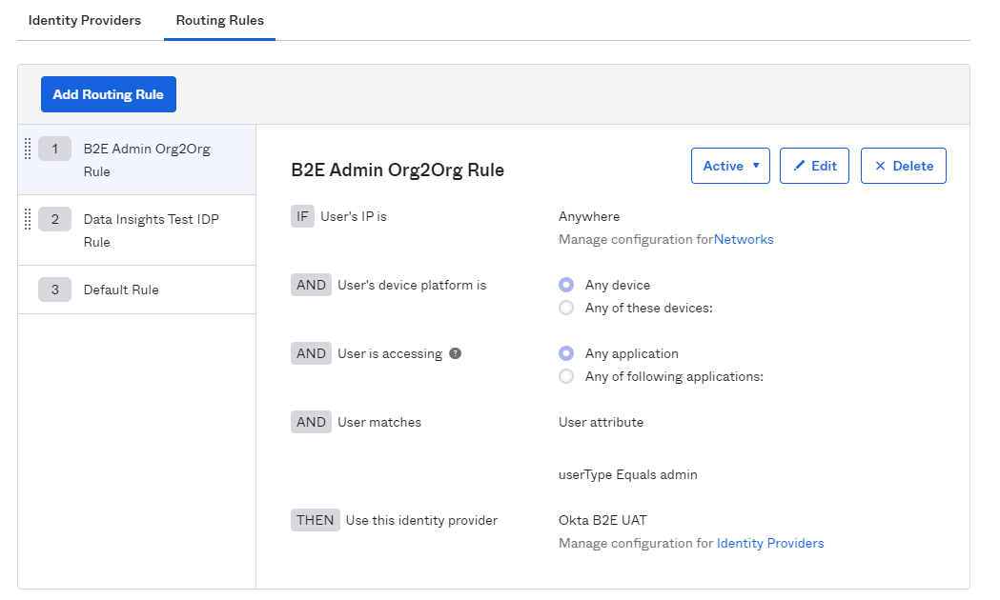 Identity Providers
Routing Rules
Add Routing Rule
1
B2E Admin Org2Org
Rule
2
Data Insights Test IDP
Rule
3
Default Rule
B2E Admin Org2Org Rule
Active
Edit
Delete
IF User's IP is
Anywhere
Manage configuration forNetworks
AND User's device platform is
Any device
Any of these devices:
AND User is accessing ?
Any application
Any of following applications:
AND User matches
User attribute
userType Equals admin
THEN Use this identity provider
Okta B2E UAT
Manage configuration for Identity Providers